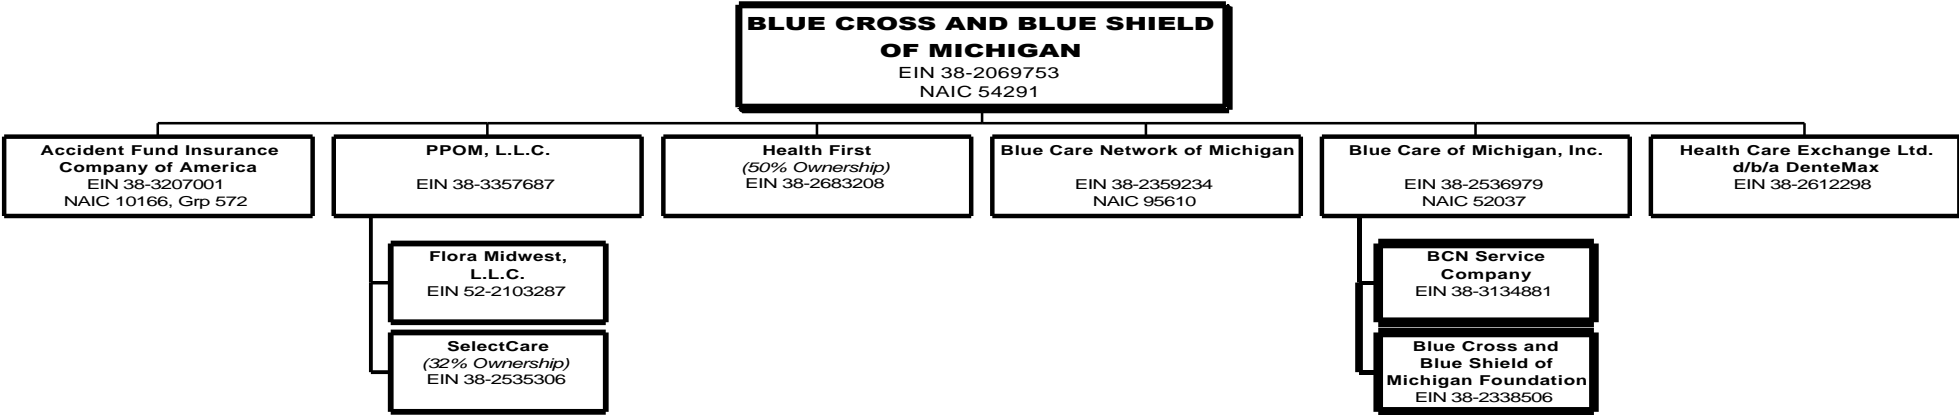 BLUE CROSS AND BLUE SHIELD
OF MICHIGAN
EIN 38-2069753
NAIC 54291
Accident Fund Insurance
Company of America
EIN 38-3207001
NAIC 10166, Grp 572
PPOM, L.L.C.
EIN 38-3357687
Health First
(50% Ownership)
EIN 38-2683208
Blue Care Network of Michigan
EIN 38-2359234
NAIC 95610
Blue Care of Michigan, Inc.
EIN 38-2536979
NAIC 52037
Health Care Exchange Ltd.
d/b/a DenteMax
EIN 38-2612298
Flora Midwest,
L.L.C.
EIN 52-2103287
SelectCare
(32% Ownership)
EIN 38-2535306
BCN Service
Company
EIN 38-3134881
Blue Cross and
Blue Shield of
Michigan Foundation
EIN 38-2338506